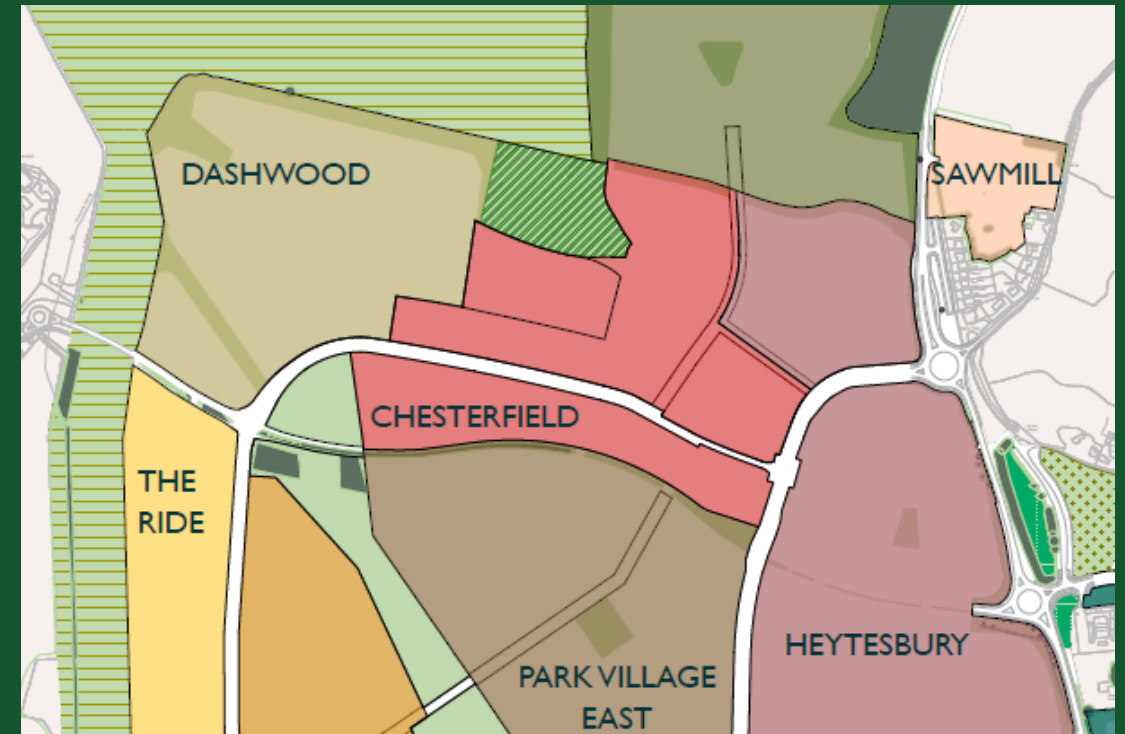 DASHWOOD
SAWMILL
CHESTERFIELD
THE
RIDE
HEYTESBURY
PARK VILLAGE
EAST